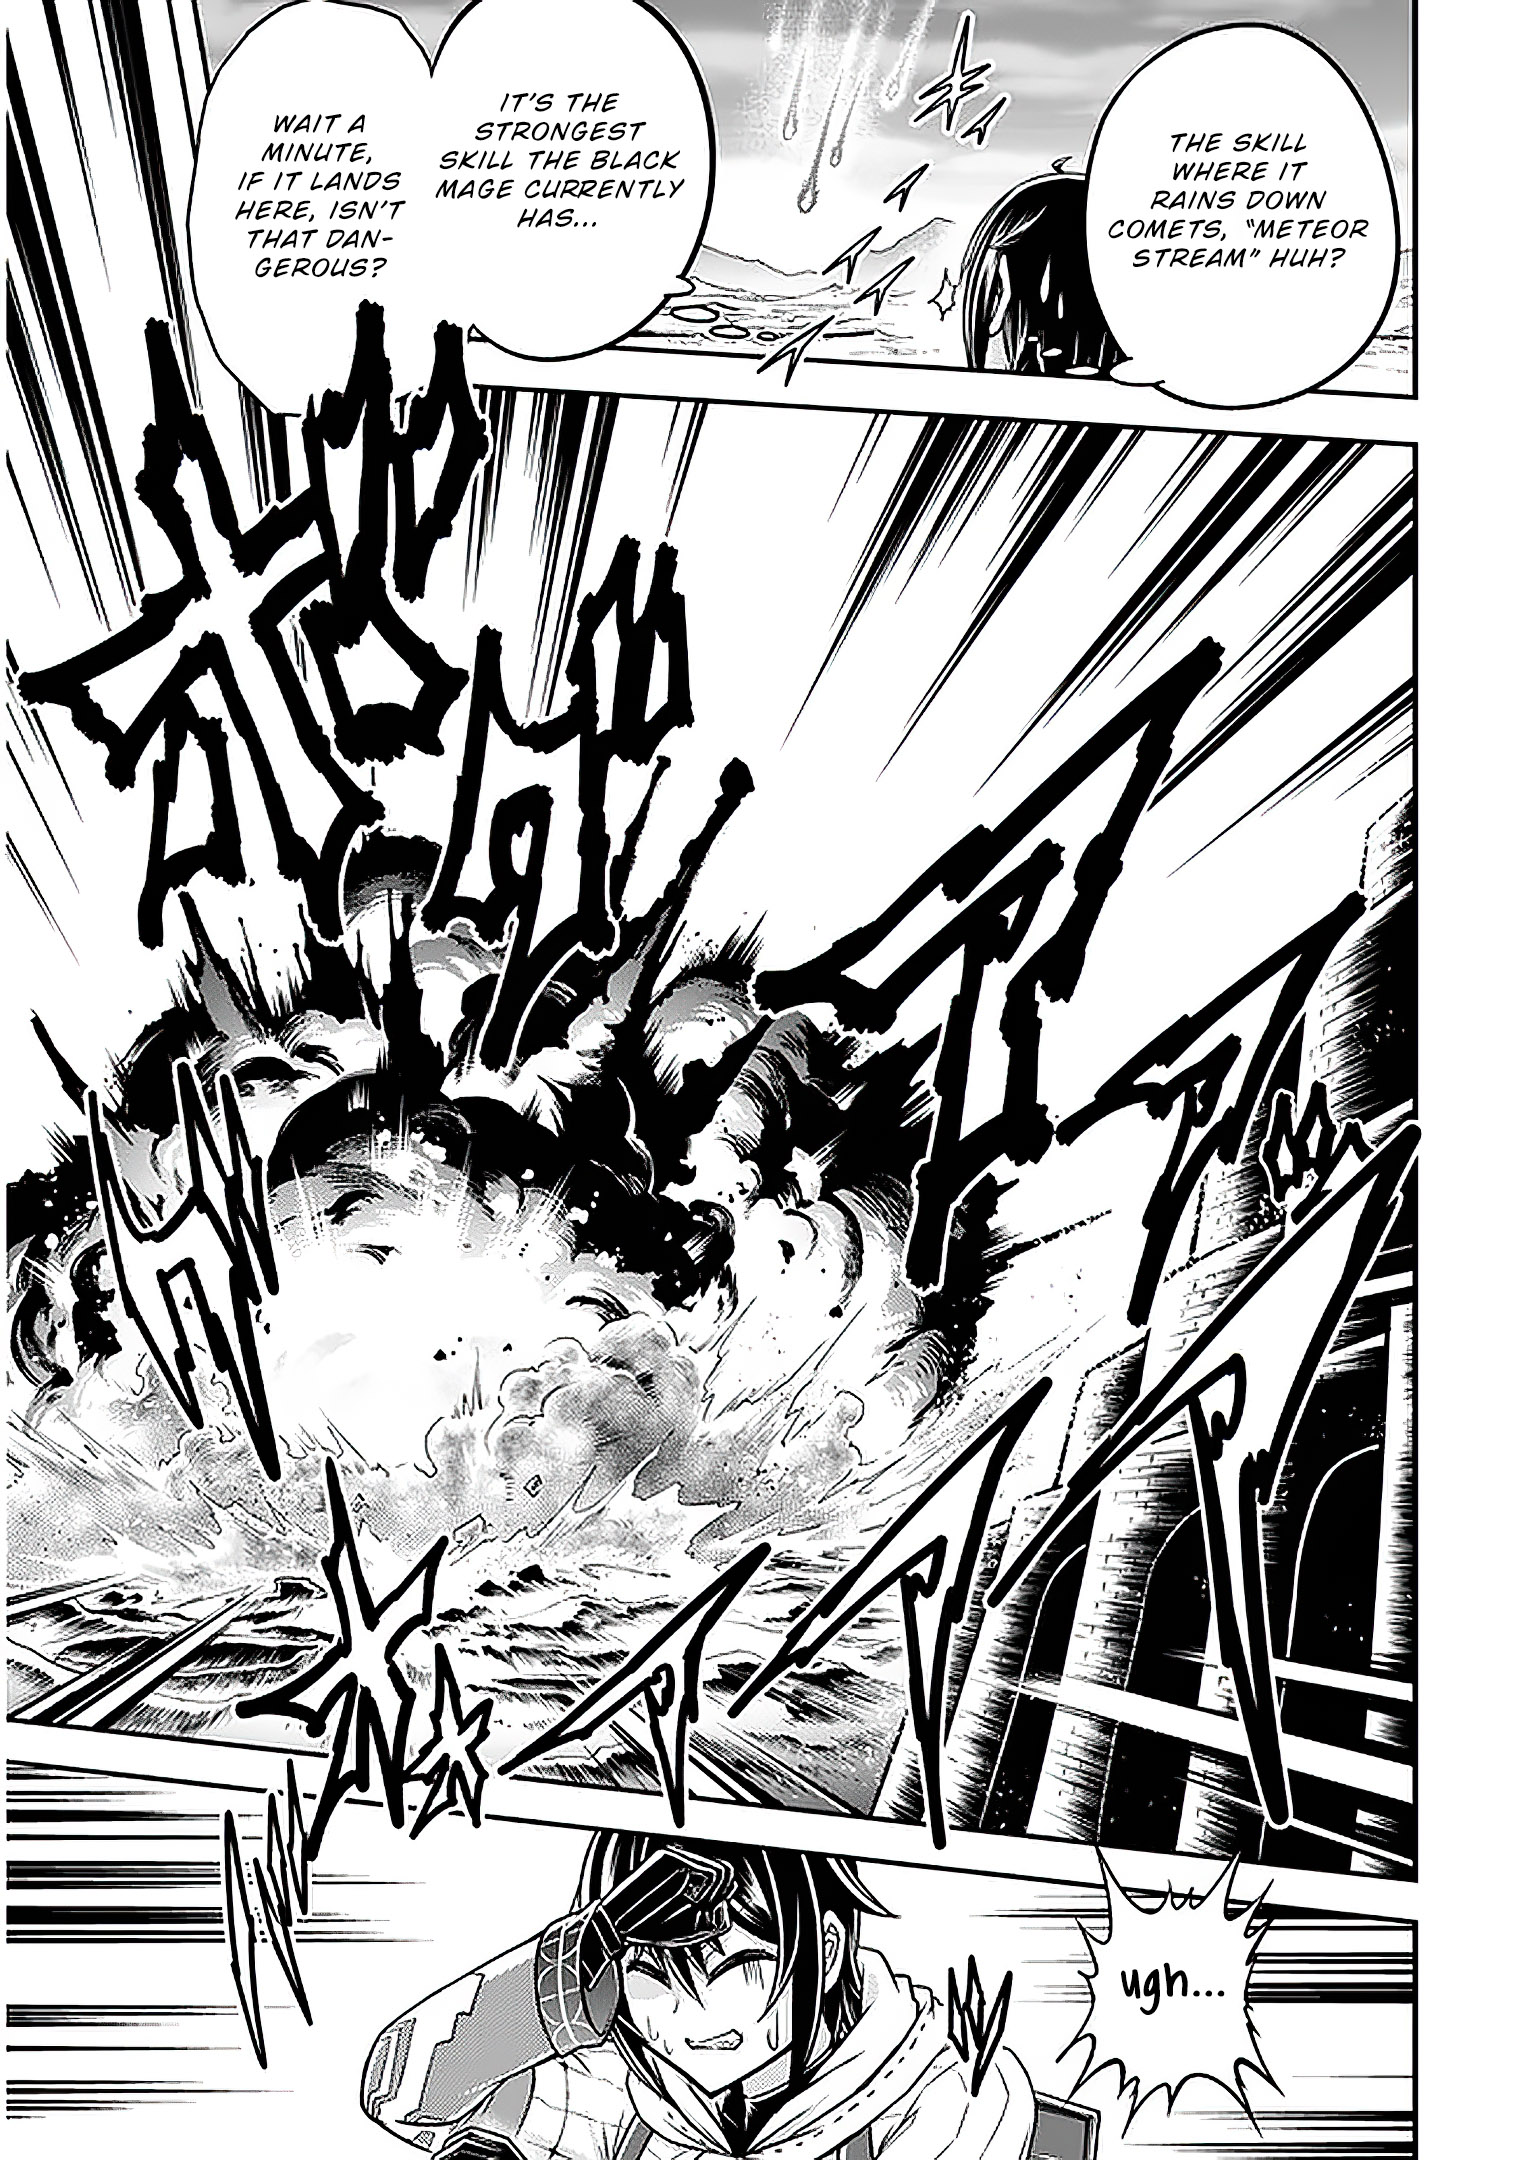 THE SKILL
WHERE IT
RAINS DOWN
COMETS, "METEOR
STREAM" HUH?
IT'S THE
STRONGEST
SKILL THE BLACK
MAGE CURRENTLY
HAS...
WAIT A
MINUTE,
IF IT LANDS
HERE, ISN'T
THAT DAN-
GEROUS?
ugh...